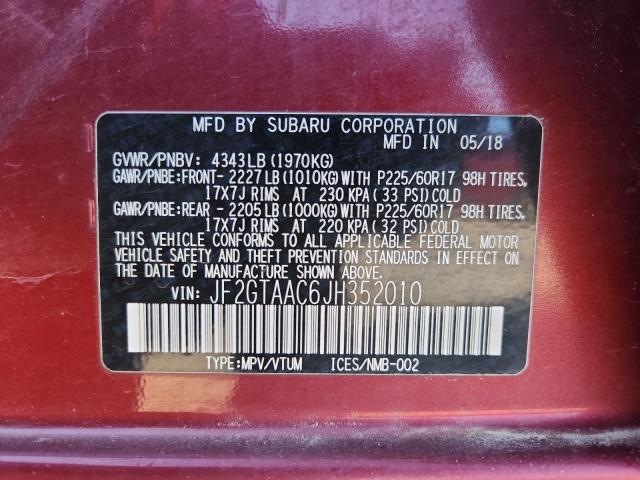 MFD BY SUBARU CORPORATION
MFD IN 05/18
GVWR/PNBV: 4343LB (1970KG)
GAWR/PNBE:FRONT- 2227LB (1010KG) WITH P225/60R17 98H TIRES,
17X7J RIMS AT 230 KPA (33 PSI) COLD
GAWR/PNBE:REAR - 2205LB (1000KG) WITH P225/60R17 98H TIRES,
17X7J RIMS AT 220 KPA (32 PSI) COLD
THIS VEHICLE CONFORMS TO ALL APPLICABLE FEDERAL MOTOR
VEHICLE SAFETY AND THEFT PREVENTION STANDARDS IN EFFECT ON
THE DATE OF MANUFACTURE SHOWN ABOVE.
VIN: JF2GTAAC6JH352010
TYPE:MPV/VTUM ICES/NMB-002